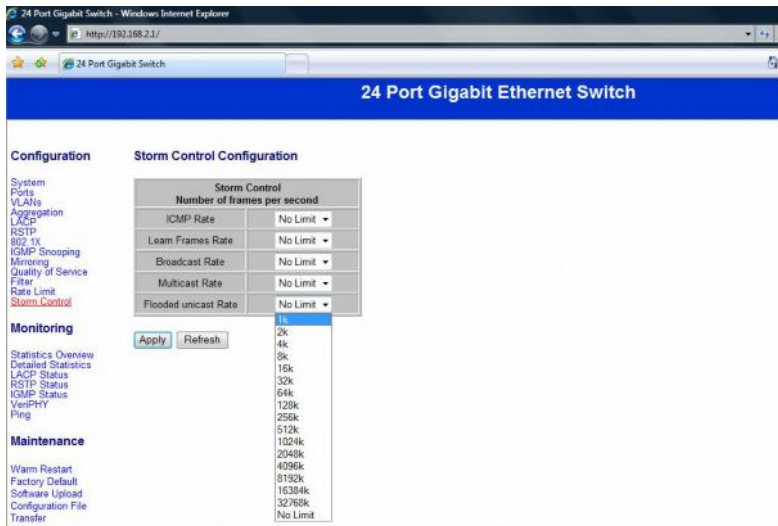 24 Port Gigabit Switch - Windows Internet Explorer
http://192.168.2.1/
24 Port Gigabit Switch
24 Port Gigabit Ethernet Switch
Configuration
System
Ports
VLANs
Aggregation
LACP
RSTP
802.1X
IGMP Snooping
Mirroring
Quality of Service
Filter
Rate Limit
Storm Control
Monitoring
Statistics Overview
Detailed Statistics
LACP Status
RSTP Status
IGMP Status
VeriPHY
Ping
Maintenance
Warm Restart
Factory Default
Software Upload
Configuration File
Transfer
Storm Control Configuration
Storm Control
Number of frames per second
ICMP Rate No Limit
Learn Frames Rate No Limit
Broadcast Rate No Limit
Multicast Rate No Limit
Flooded unicast Rate No Limit
1k
2k
4k
8k
16k
32k
64k
128k
256k
512k
1024k
2048k
4096k
8192k
16384k
32768k
No Limit
Apply Refresh